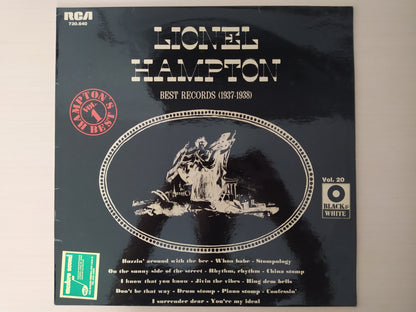 RCA
730.640
LIONEL
HAMPTON
BEST RECORDS (1937-1938)
HAMPTON'S
VOL. 1
BEST
Vol. 20
BLACK &
WHITE
Buzzin' around with the bee - Whoa babe - Stompology
On the sunny side of the street - Rhythm, rhythm - China stomp
I know that you know - Jivin the vibes - Ring dem bells
Don't be that way - Drum stomp - Piano stomp - Confessin'
I surrender dear - You're my ideal